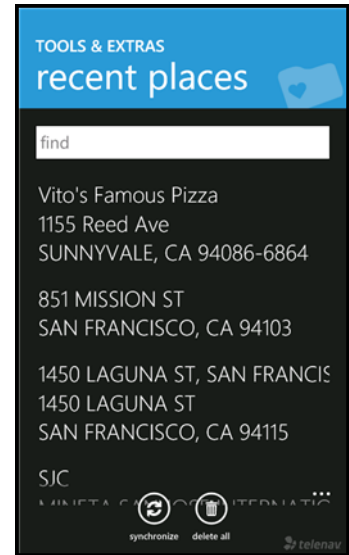 TOOLS & EXTRAS
recent places
find
Vito's Famous Pizza
1155 Reed Ave
SUNNYVALE, CA 94086-6864
851 MISSION ST
SAN FRANCISCO, CA 94103
1450 LAGUNA ST, SAN FRANCIS
1450 LAGUNA ST
SAN FRANCISCO, CA 94115
SJC
...
synchronize delete all
telenav